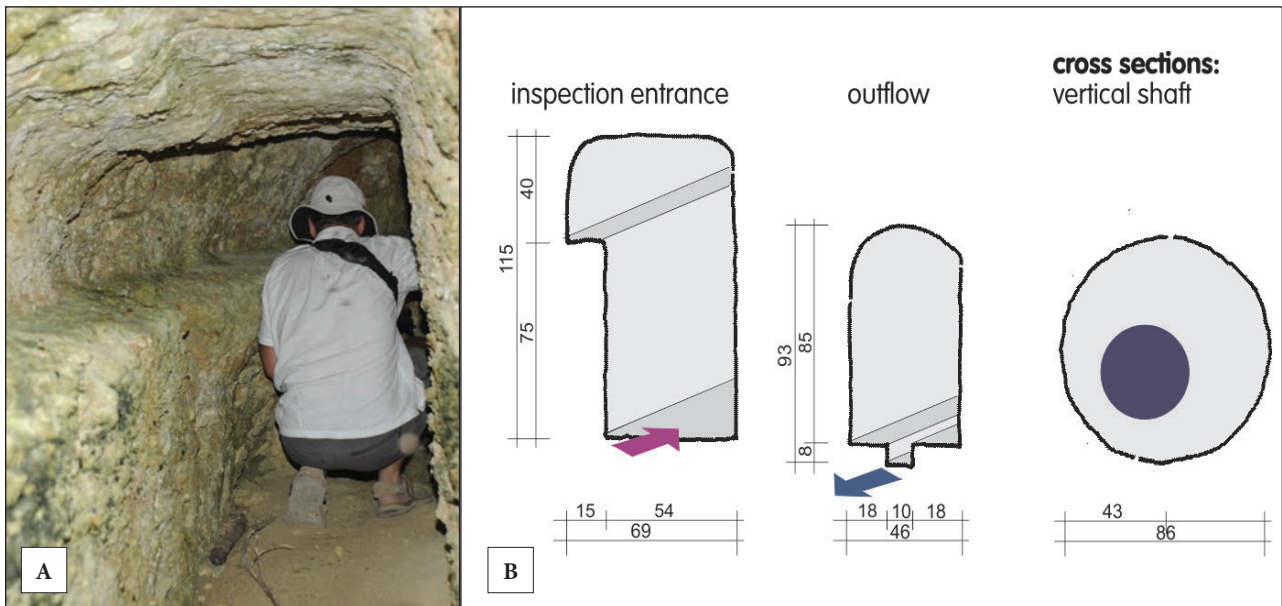 cross sections:
inspection entrance
outflow
vertical shaft
40
115
75
15
54
69
93
85
8
18
10
18
46
43
86
A
B